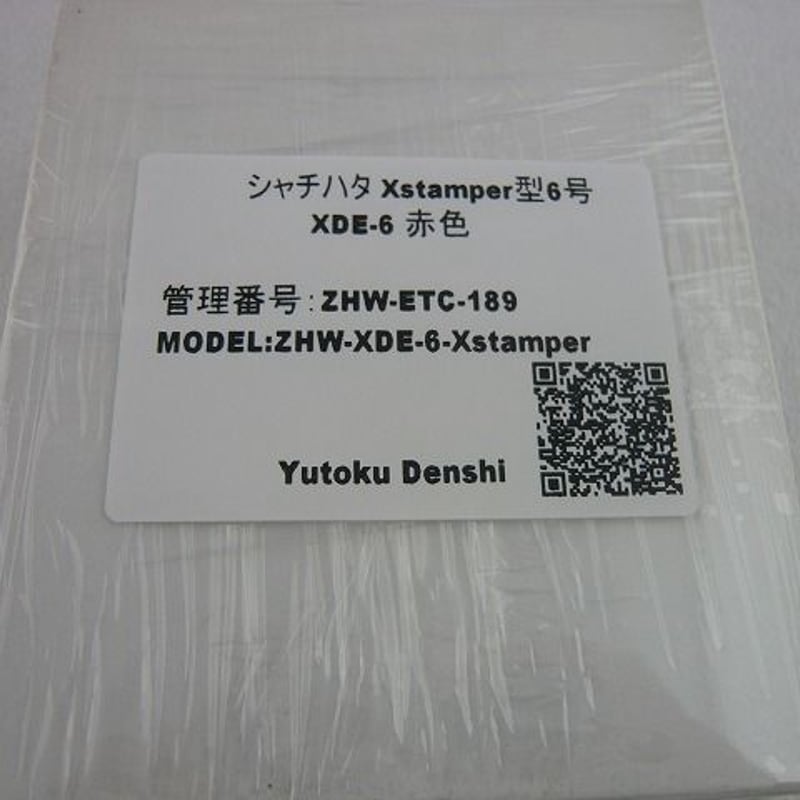 シャチハタ Xstamper型6号
XDE-6 赤色
管理番号:ZHW-ETC-189
MODEL:ZHW-XDE-6-Xstamper
Yutoku Denshi